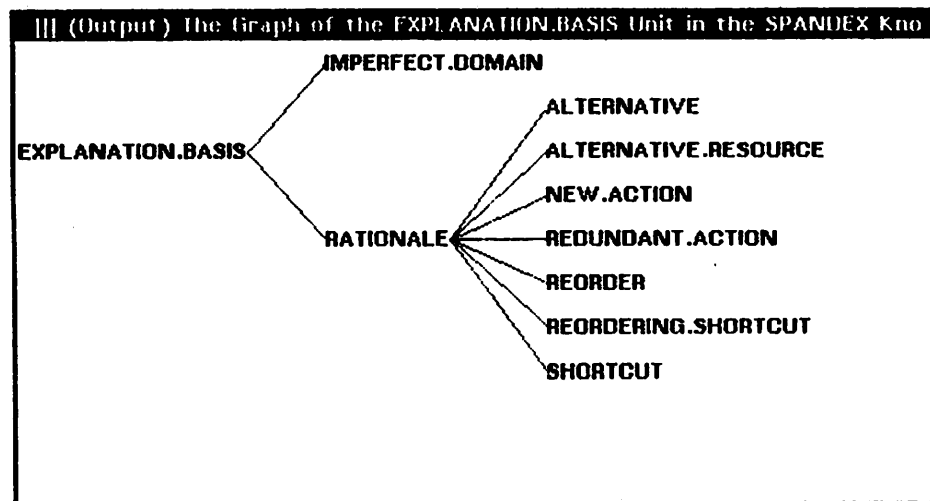 ||| (Output) The Graph of the EXPLANATION.BASIS Unit in the SPANDEX Kno
IMPERFECT.DOMAIN
ALTERNATIVE
EXPLANATION.BASIS
ALTERNATIVE.RESOURCE
NEW.ACTION
RATIONALE
REDUNDANT.ACTION
REORDER
REORDERING.SHORTCUT
SHORTCUT